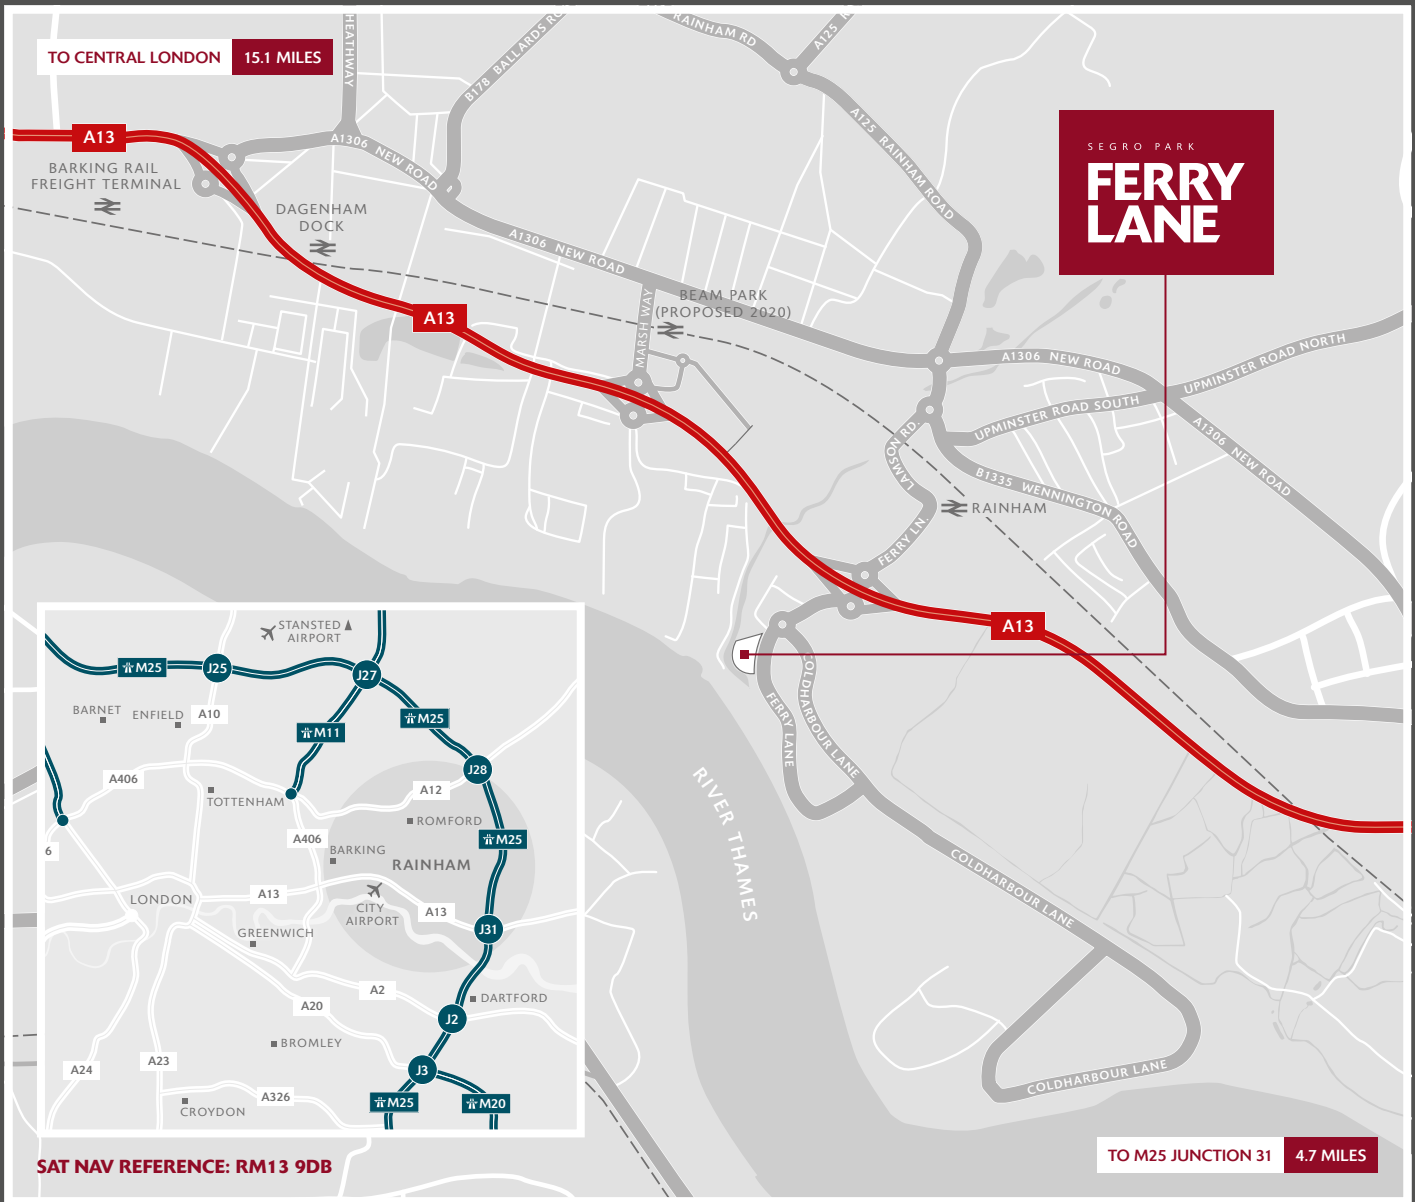 TO CENTRAL LONDON 15.1 MILES
HEATHWAY
B178 BALLARDS RO
RAINHAM RD
A125
A125 RAINHAM ROAD
A13
BARKING RAIL
FREIGHT TERMINAL
A1306 NEW ROAD
DAGENHAM
DOCK
A1306 NEW ROAD
SEGRO PARK
FERRY
LANE
A13
MARSH WAY
BEAM PARK
(PROPOSED 2020)
A1306 NEW ROAD
UPMINSTER ROAD NORTH
UPMINSTER ROAD SOUTH
A1306 NEW ROAD
LAMSON RD.
B1335 WENNINGTON ROAD
RAINHAM
FERRY LN.
A13
COLDHARBOUR LANE
FERRY LANE
RIVER THAMES
COLDHARBOUR LANE
COLDHARBOUR LANE
STANSTED
AIRPORT
M25
J25
J27
BARNET
ENFIELD
A10
M11
M25
J28
A406
TOTTENHAM
A12
ROMFORD
A406
M25
6
BARKING
RAINHAM
LONDON
A13
CITY
AIRPORT
A13
J31
GREENWICH
A2
DARTFORD
A20
J2
BROMLEY
A24
A23
J3
A326
CROYDON
M25
M20
SAT NAV REFERENCE: RM13 9DB
TO M25 JUNCTION 31 4.7 MILES